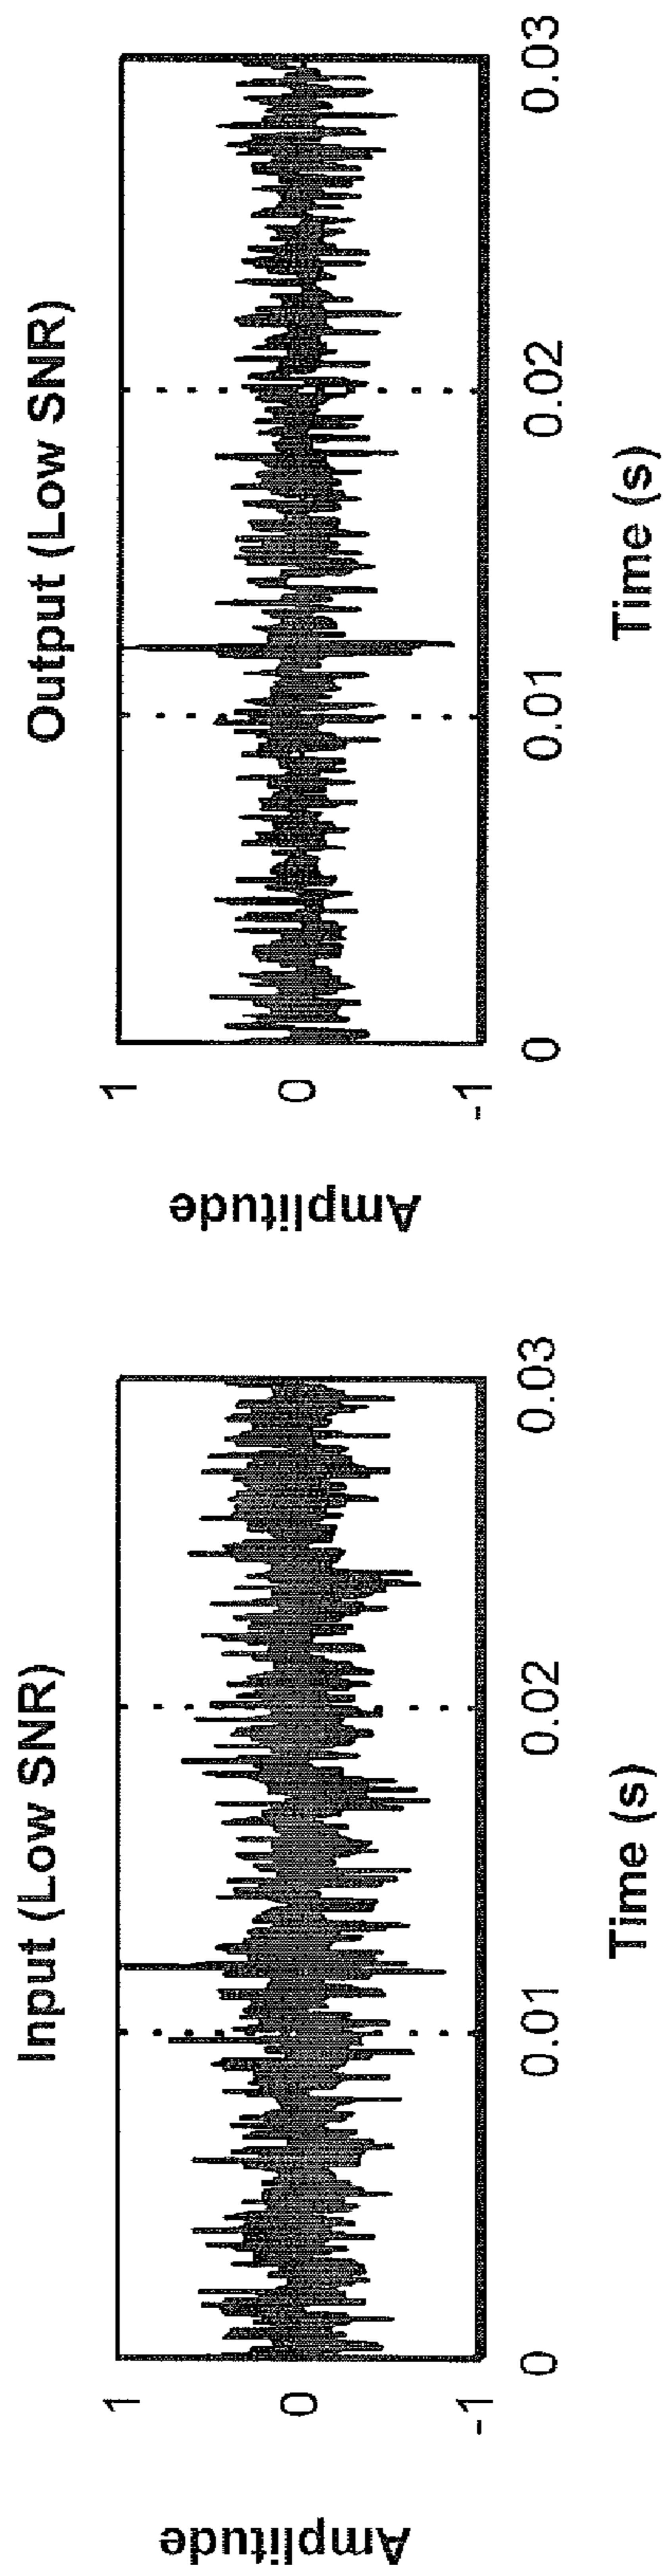 Input (Low SNR)
Amplitude
1
0
-1
0
0.01
0.02
0.03
Time (s)
Output (Low SNR)
Amplitude
1
0
-1
0
0.01
0.02
0.03
Time (s)